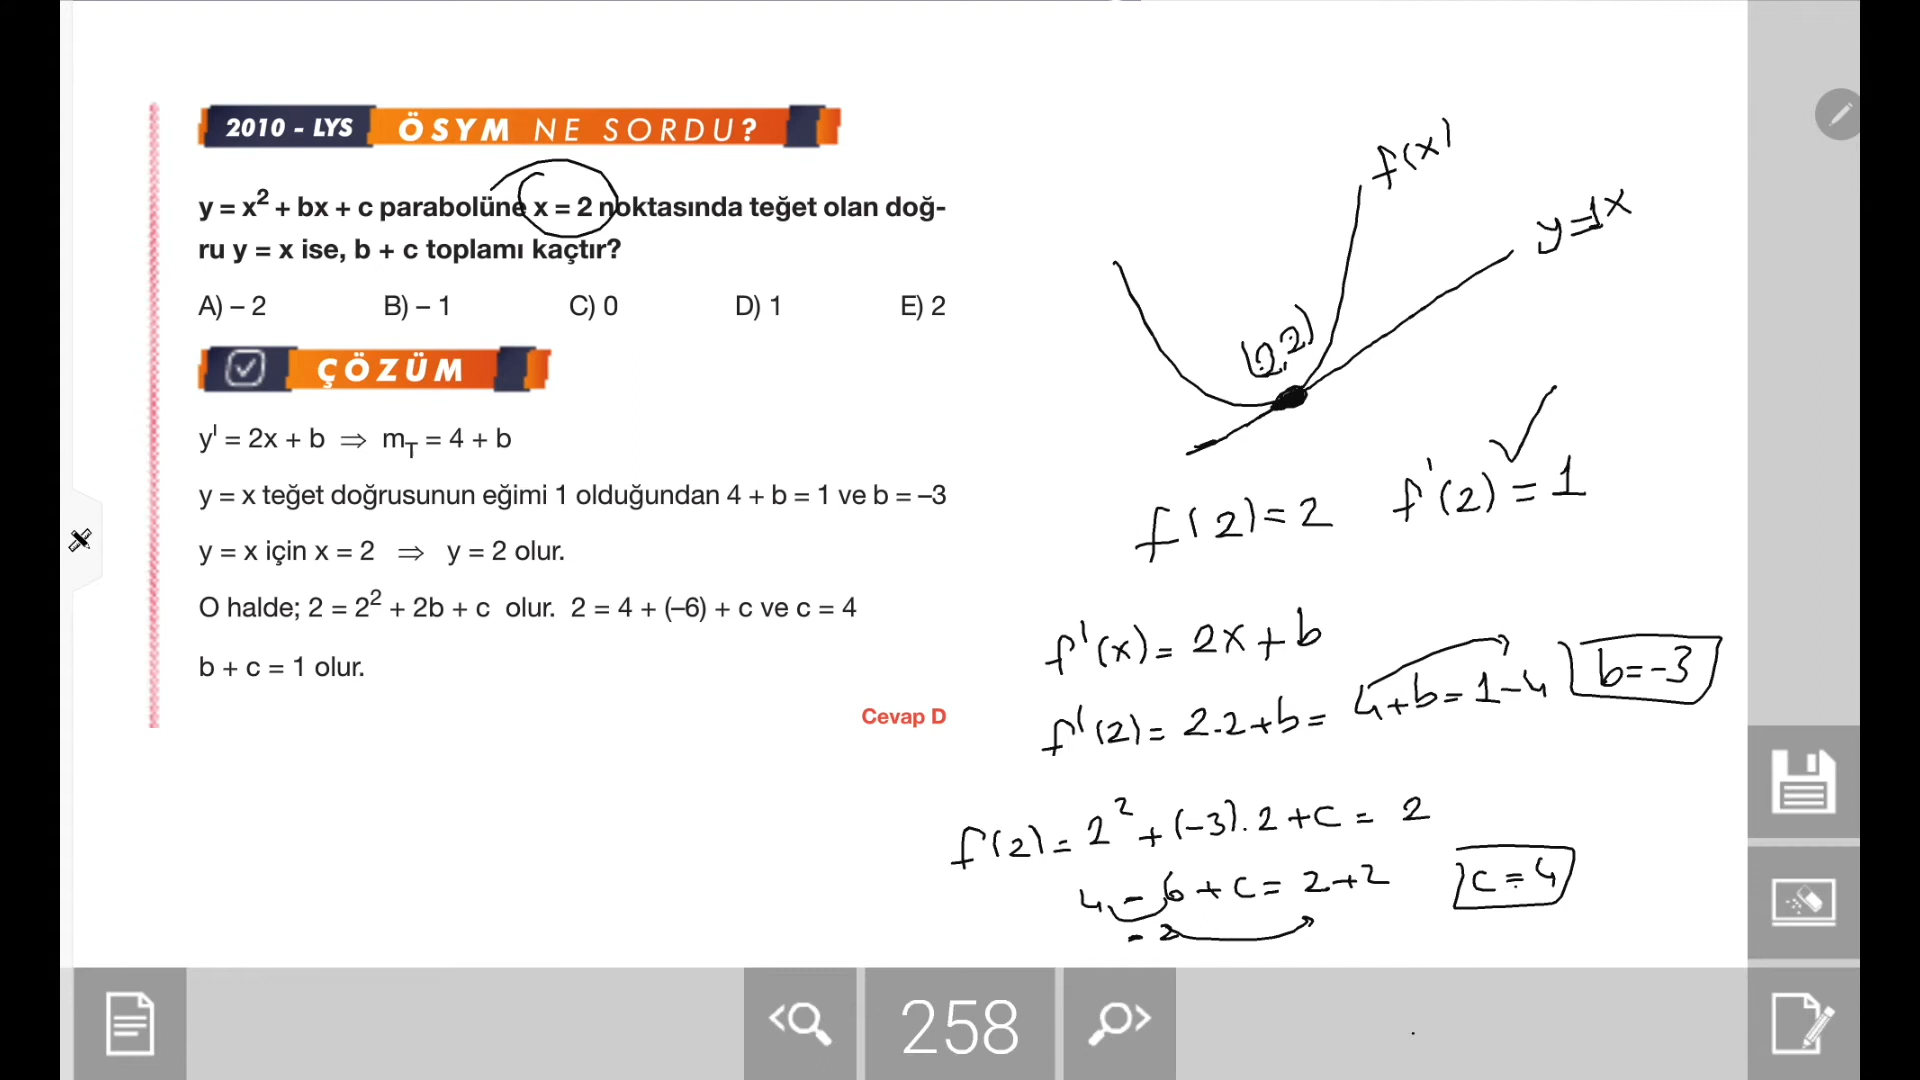 2010 - LYS ÖSYM NE SORDU?
y = x² + bx + c parabolüne x = 2 noktasında teğet olan doğ-
ru y = x ise, b + c toplamı kaçtır?
A) – 2 B) – 1 C) 0 D) 1 E) 2
ÇÖZÜM
yᴵ = 2x + b ⇒ m_T = 4 + b
y = x teğet doğrusunun eğimi 1 olduğundan 4 + b = 1 ve b = –3
y = x için x = 2 ⇒ y = 2 olur.
O halde; 2 = 2² + 2b + c olur. 2 = 4 + (–6) + c ve c = 4
b + c = 1 olur.
Cevap D
f(x)
y=1x
(2,2)
f(2)=2 f'(2)=1
f'(x)= 2x+b
f'(2)= 2.2+b= 4+b=1-4 b=-3
f(2)= 2²+(-3).2+c= 2
4-6+c=2+2 c=4
-2
258